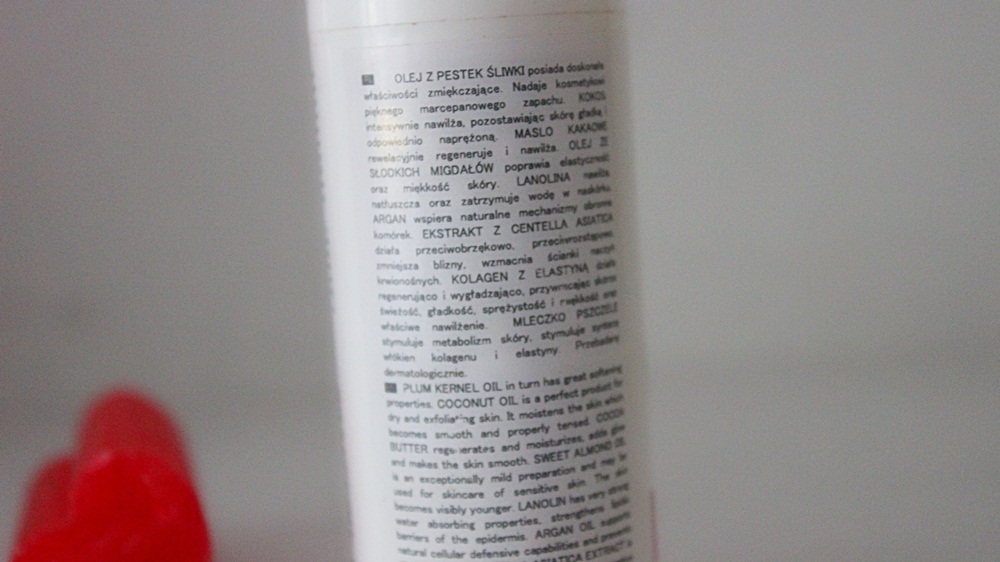 OLEJ Z PESTEK ŚLIWKI posiada doskonałe
właściwości zmiękczające. Nadaje kosmetykowi
pięknego marcepanowego zapachu. KOKOS
intensywnie nawilża, pozostawiając skórę gładką i
odpowiednio naprężoną. MASLO KAKAOWE
rewelacyjnie regeneruje i nawilża. OLEJ ZE
SŁODKICH MIGDAŁÓW poprawia elastyczność
oraz miękkość skóry. LANOLINA nawilża,
natłuszcza oraz zatrzymuje wodę w naskórku.
ARGAN wspiera naturalne mechanizmy obronne
komórek. EKSTRAKT Z CENTELLA ASIATICA
działa przeciwobrzękowo, przeciwrozstępowo,
zmniejsza blizny, wzmacnia ścianki naczyń
krwionośnych. KOLAGEN Z ELASTYNĄ działa
regenerująco i wygładzająco, przywracając skórze
świeżość, gładkość, sprężystość i miękkość oraz
właściwe nawilżenie. MLECZKO PSZCZELE
stymuluje metabolizm skóry, stymuluje system
włókien kolagenu i elastyny. Przebadany
dermatologicznie.
PLUM KERNEL OIL in turn has great softening
properties. COCONUT OIL is a perfect product for
dry and exfoliating skin. It moistens the skin which
becomes smooth and properly tensed. COCOA
BUTTER regenerates and moisturizes, adds glow
and makes the skin smooth. SWEET ALMOND OIL
is an exceptionally mild preparation and may be
used for skincare of sensitive skin. The skin
becomes visibly younger. LANOLIN has very strong
water absorbing properties, strengthens
barriers of the epidermis. ARGAN OIL supports
natural cellular defensive capabilities and prevents
ASIATICA EXTRACT